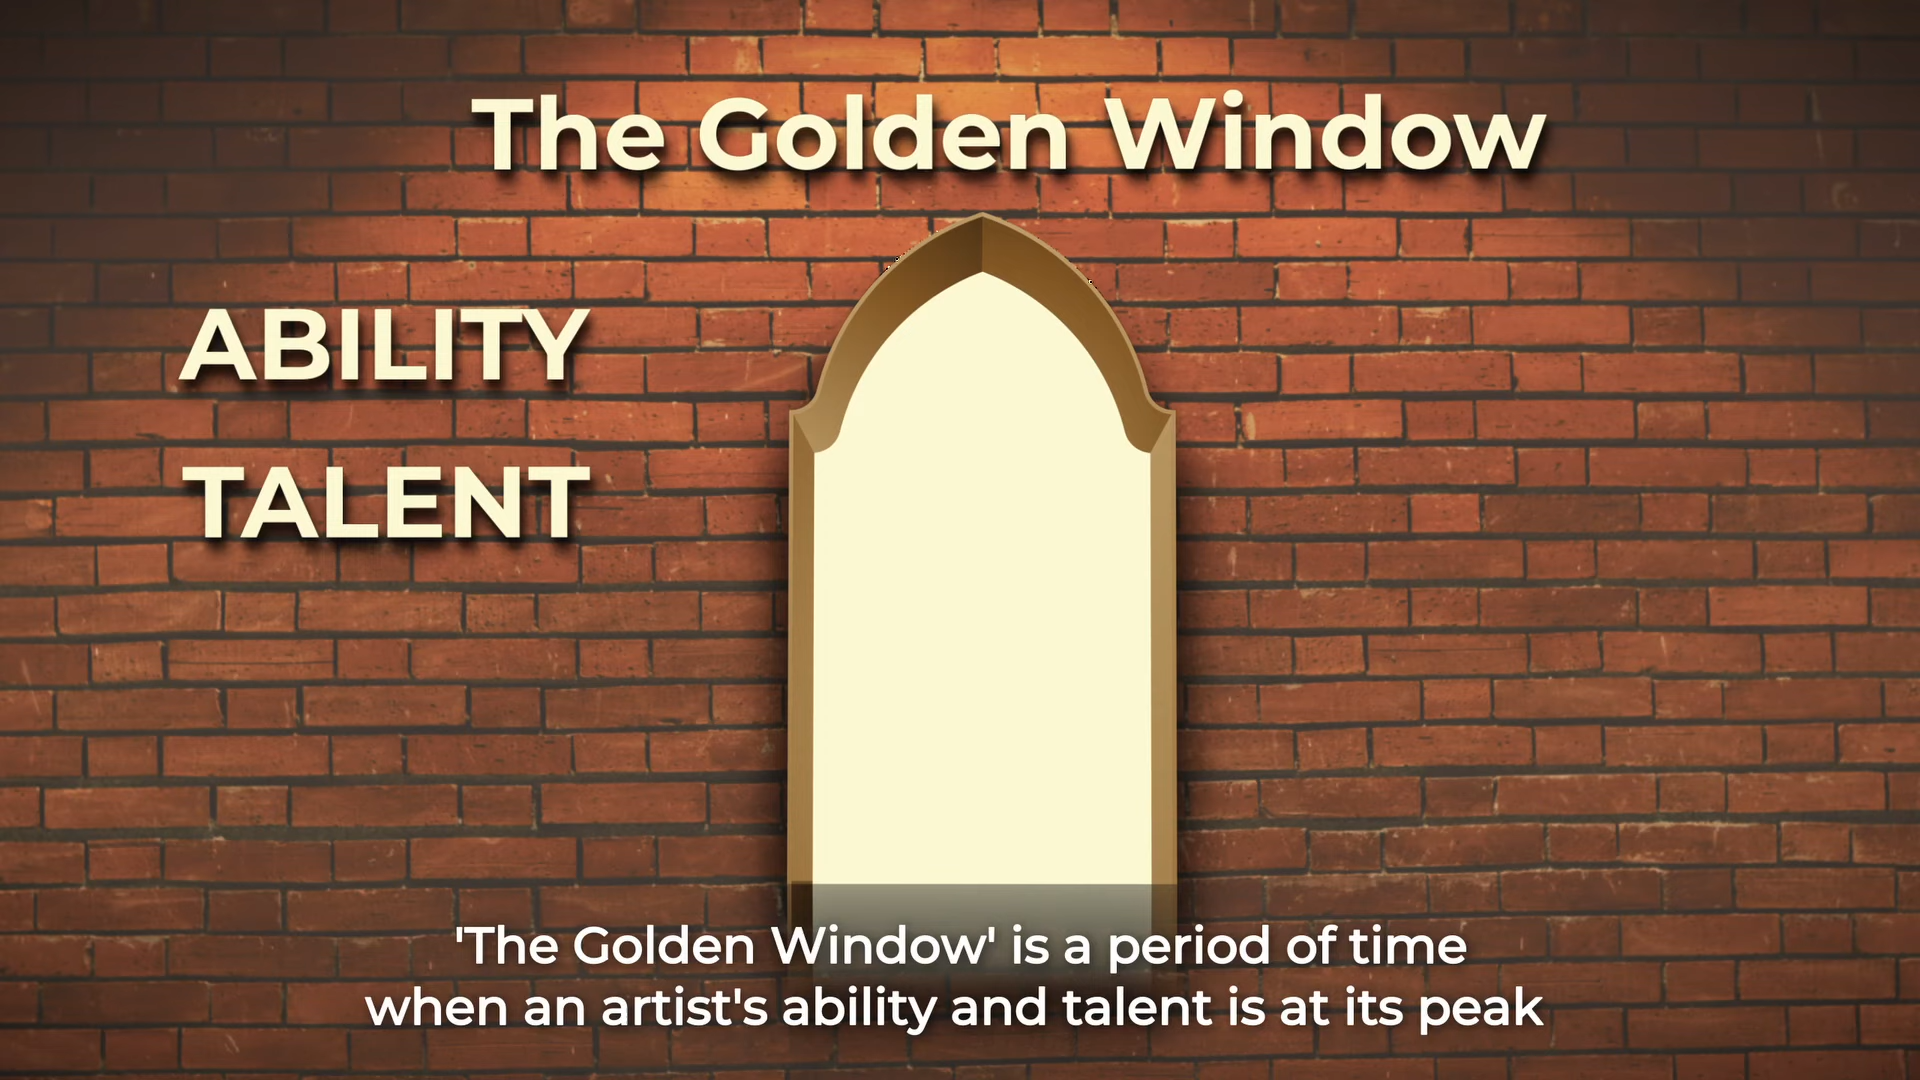 The Golden Window
ABILITY
TALENT
'The Golden Window' is a period of time
when an artist's ability and talent is at its peak